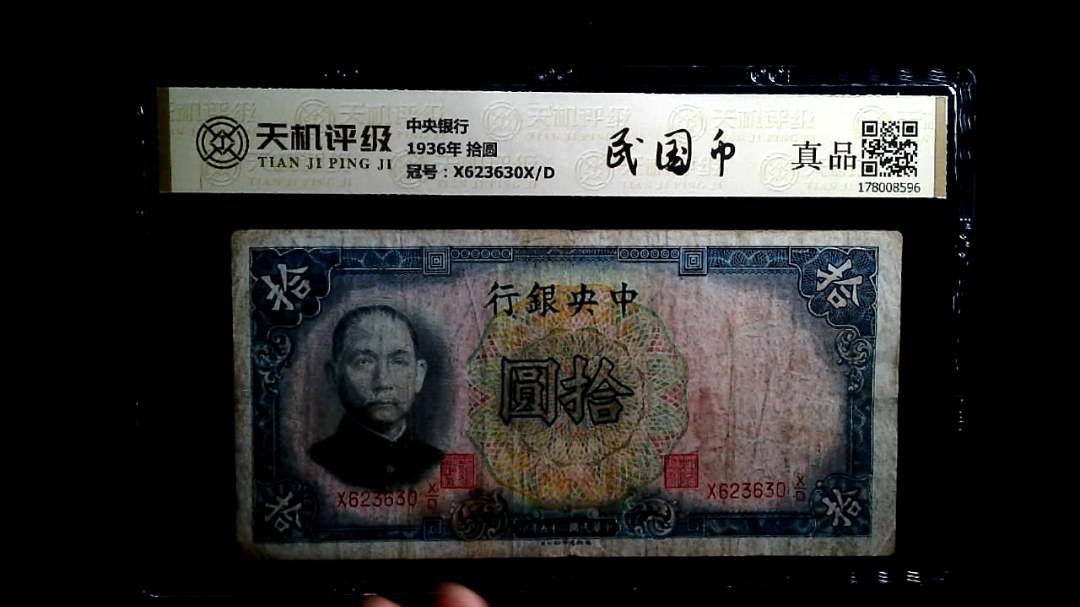 天机评级
TIAN JI PING JI
中央银行
1936年 拾圆
冠号：X623630X/D
民国币
真品
178008596
拾
拾
行銀央中
圓拾
X623630 X/D
X623630 X/D
拾
拾